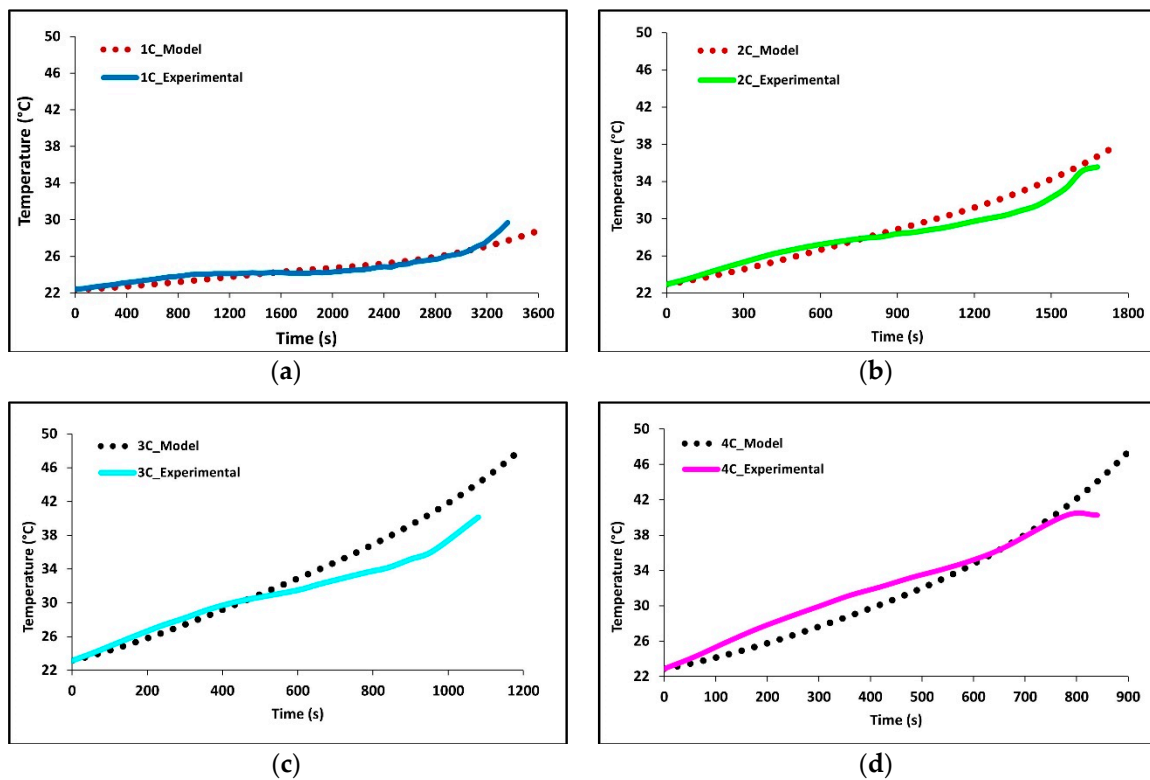 1C_Model
1C_Experimental
Temperature (°C)
50
46
42
38
34
30
26
22
0 400 800 1200 1600 2000 2400 2800 3200 3600
Time (s)
(a)
2C_Model
2C_Experimental
Temperature (°C)
50
46
42
38
34
30
26
22
0 300 600 900 1200 1500 1800
Time (s)
(b)
3C_Model
3C_Experimental
Temperature (°C)
50
46
42
38
34
30
26
22
0 200 400 600 800 1000 1200
Time (s)
(c)
4C_Model
4C_Experimental
Temperature (°C)
50
46
42
38
34
30
26
22
0 100 200 300 400 500 600 700 800 900
Time (s)
(d)